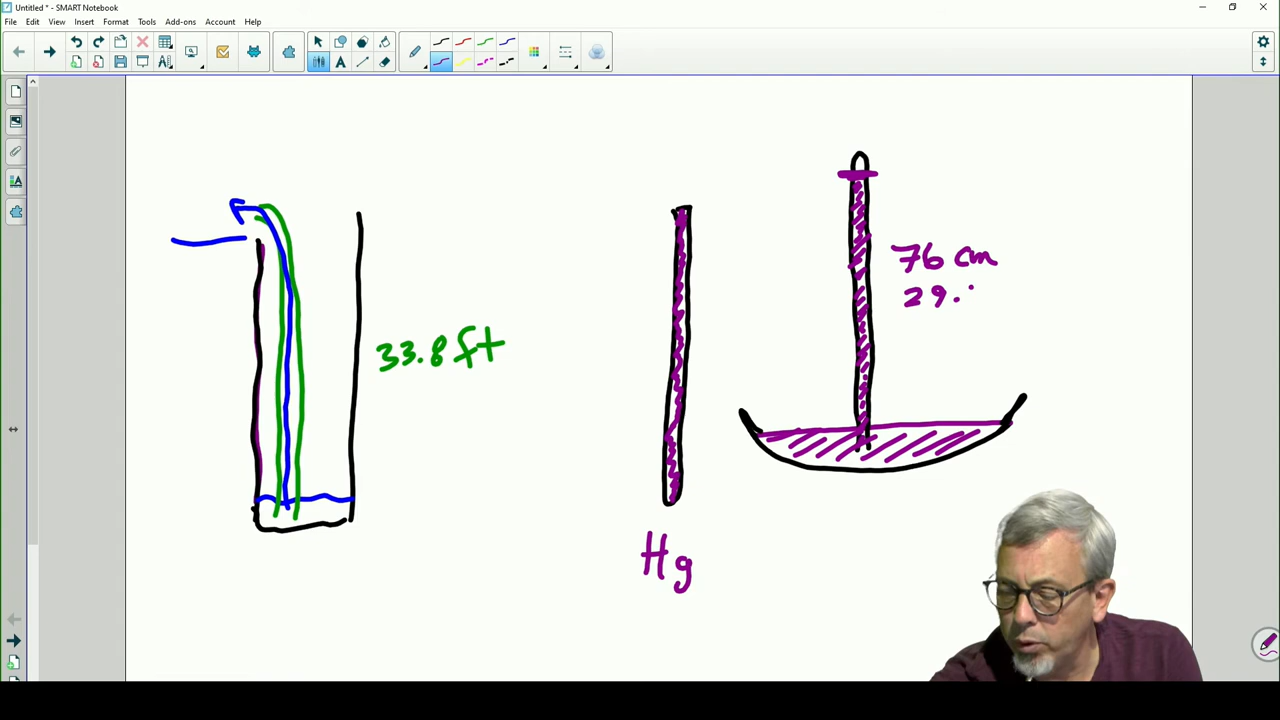 Untitled * - SMART Notebook
File Edit View Insert Format Tools Add-ons Account Help
33.8 ft
76 cm
29.
Hg